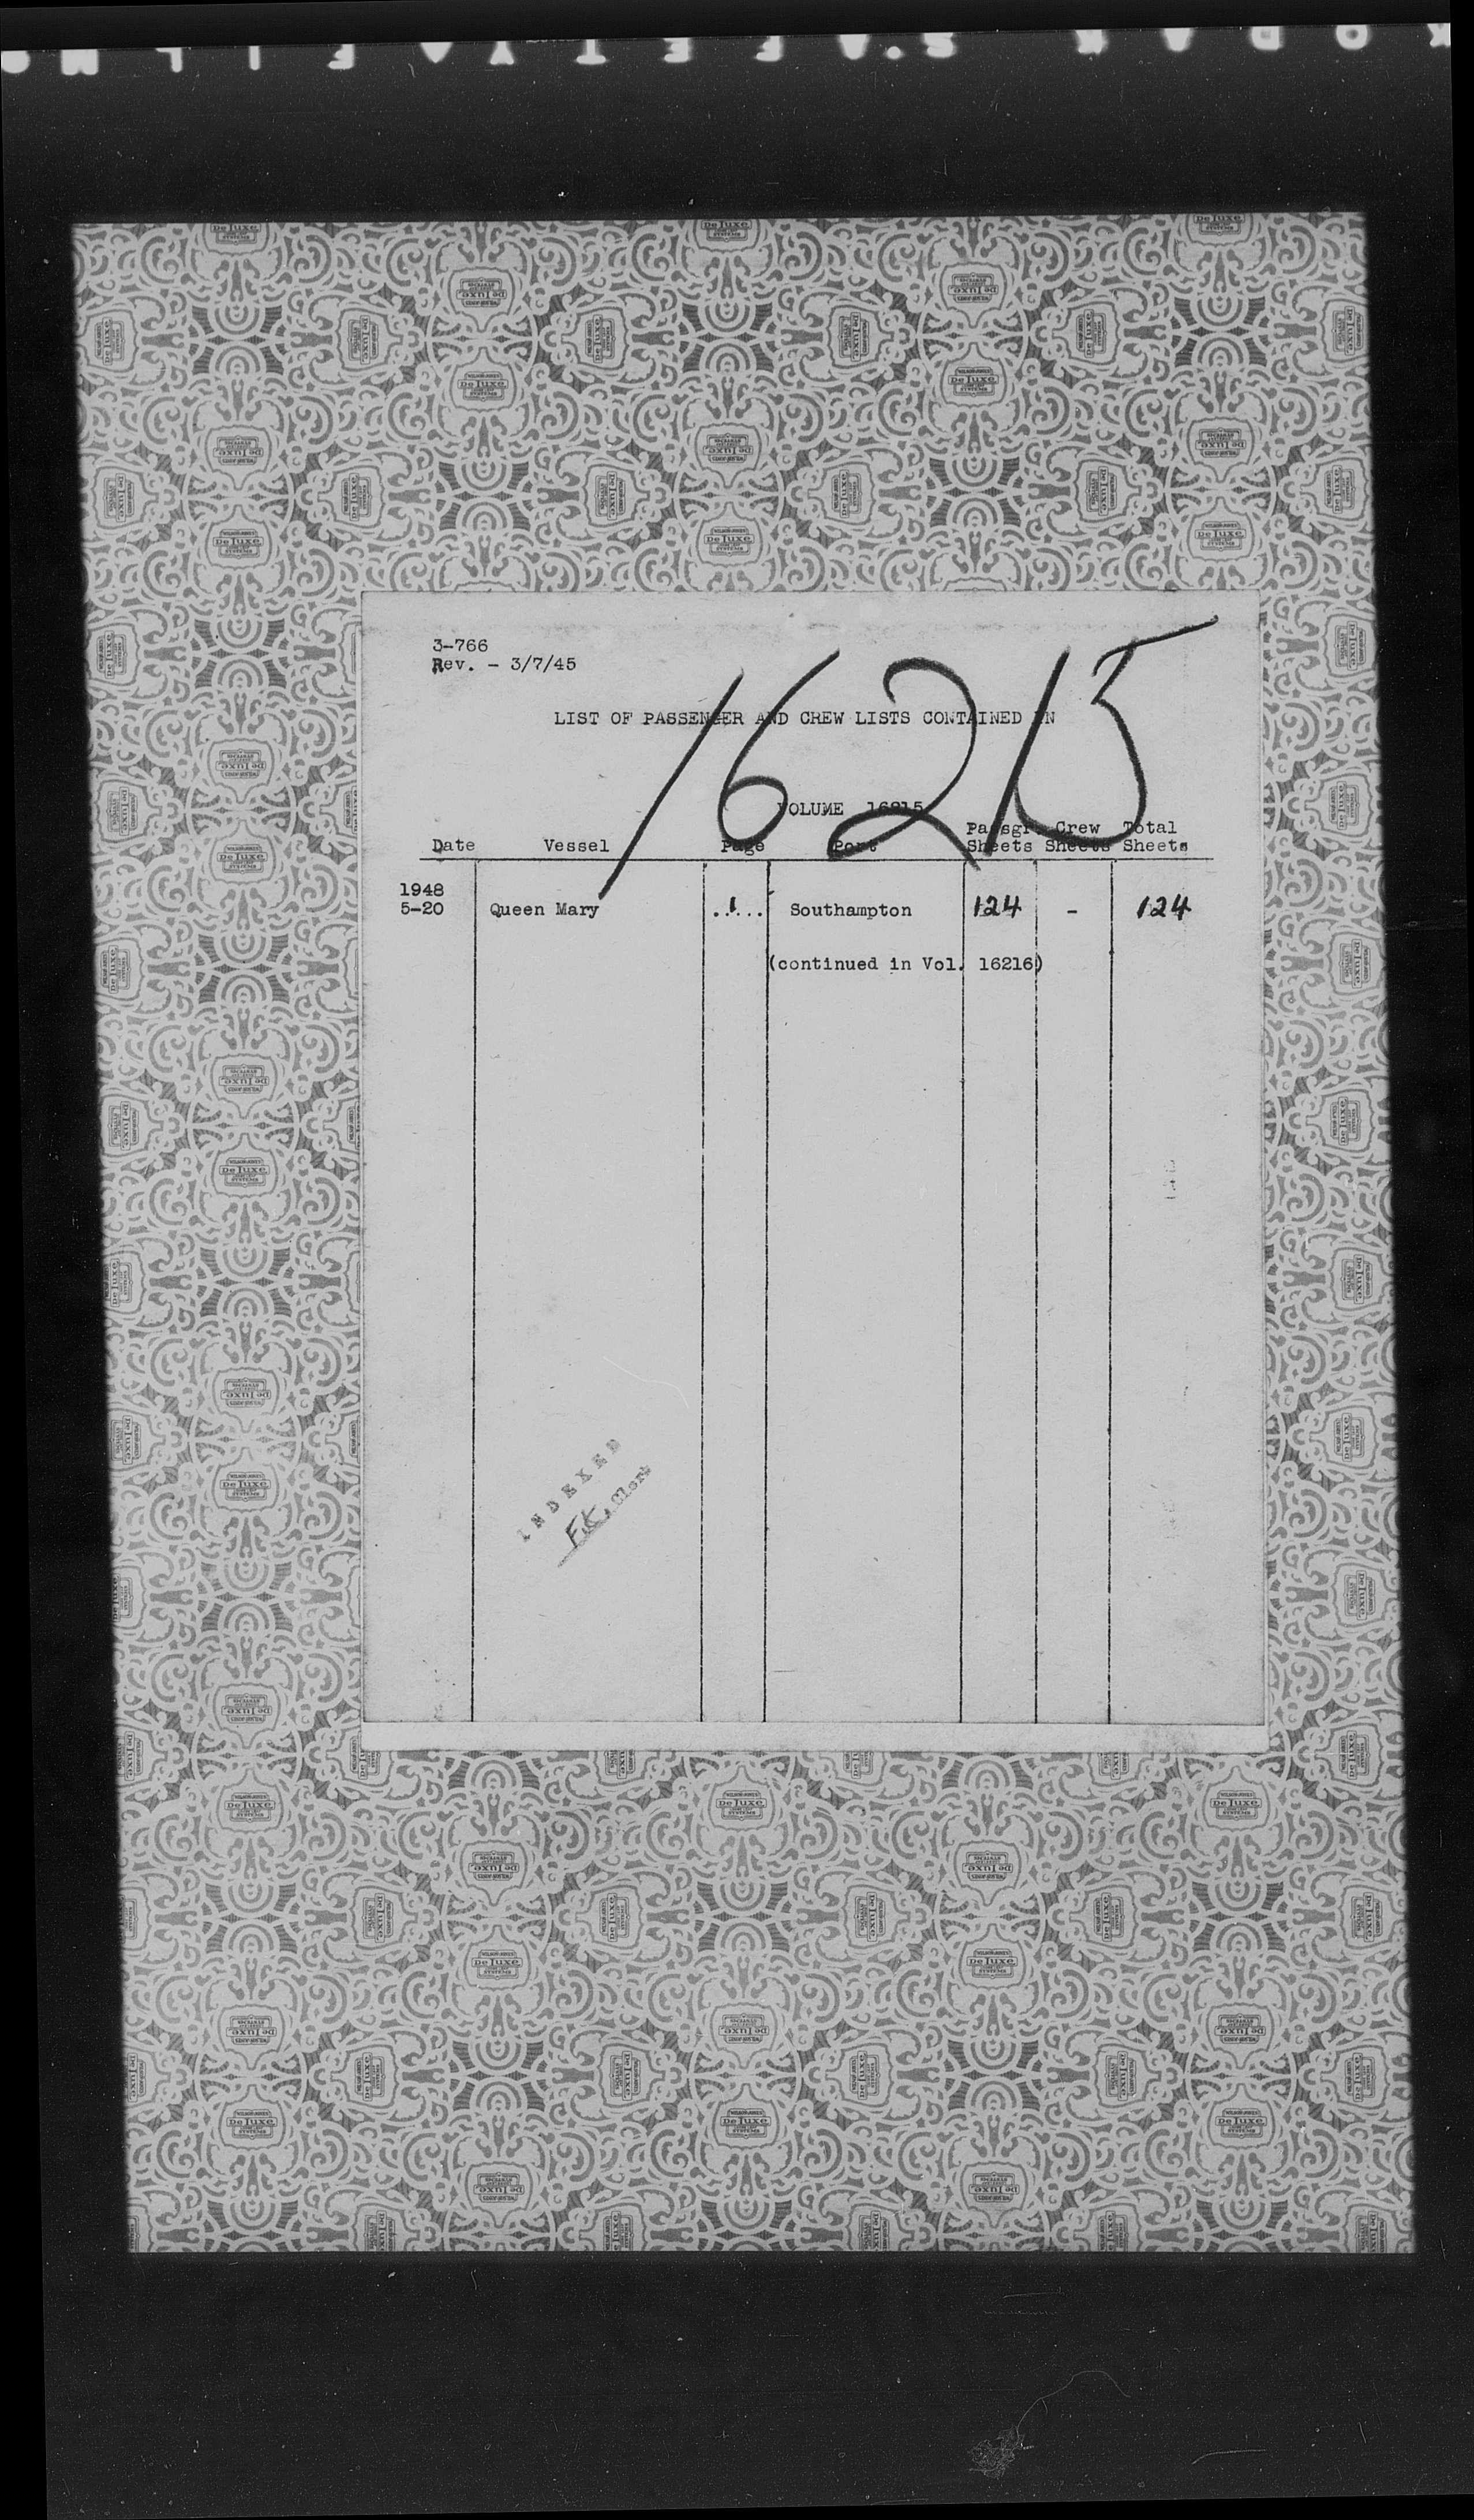 3-766
Rev. - 3/7/45
16215
LIST OF PASSENGER AND CREW LISTS CONTAINED IN
VOLUME 16215
Date Vessel Page Port Passgr Sheets Crew Sheets Total Sheets
1948
5-20 Queen Mary ..1... Southampton 124 - 124
(continued in Vol. 16216)
INDEXED
F.K. Clerk